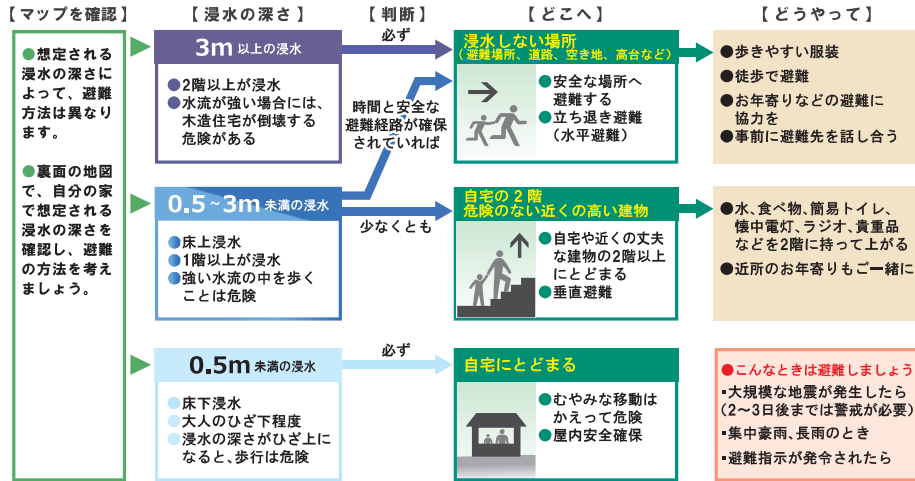 【マップを確認】
【浸水の深さ】
【判断】
【どこへ】
【どうやって】
●想定される
浸水の深さに
よって、避難
方法は異なり
ます。
●裏面の地図
で、自分の家
で想定される
浸水の深さを
確認し、避難
の方法を考え
ましょう。
3m以上の浸水
●2階以上が浸水
●水流が強い場合には、
木造住宅が倒壊する
危険がある
必ず
時間と安全な
避難経路が確保
されていれば
浸水しない場所
(避難場所、道路、空き地、高台など)
●安全な場所へ
避難する
●立ち退き避難
(水平避難)
●歩きやすい服装
●徒歩で避難
●お年寄りなどの避難に
協力を
●事前に避難先を話し合う
0.5~3m未満の浸水
●床上浸水
●1階以上が浸水
●強い水流の中を歩く
ことは危険
少なくとも
自宅の2階
危険のない近くの高い建物
●自宅や近くの丈夫
な建物の2階以上
にとどまる
●垂直避難
●水、食べ物、簡易トイレ、
懐中電灯、ラジオ、貴重品
などを2階に持って上がる
●近所のお年寄りもご一緒に
0.5m未満の浸水
●床下浸水
●大人のひざ下程度
●浸水の深さがひざ上に
なると、歩行は危険
必ず
自宅にとどまる
●むやみな移動は
かえって危険
●屋内安全確保
●こんなときは避難しましょう
▪大規模な地震が発生したら
(2~3日後までは警戒が必要)
▪集中豪雨、長雨のとき
▪避難指示が発令されたら